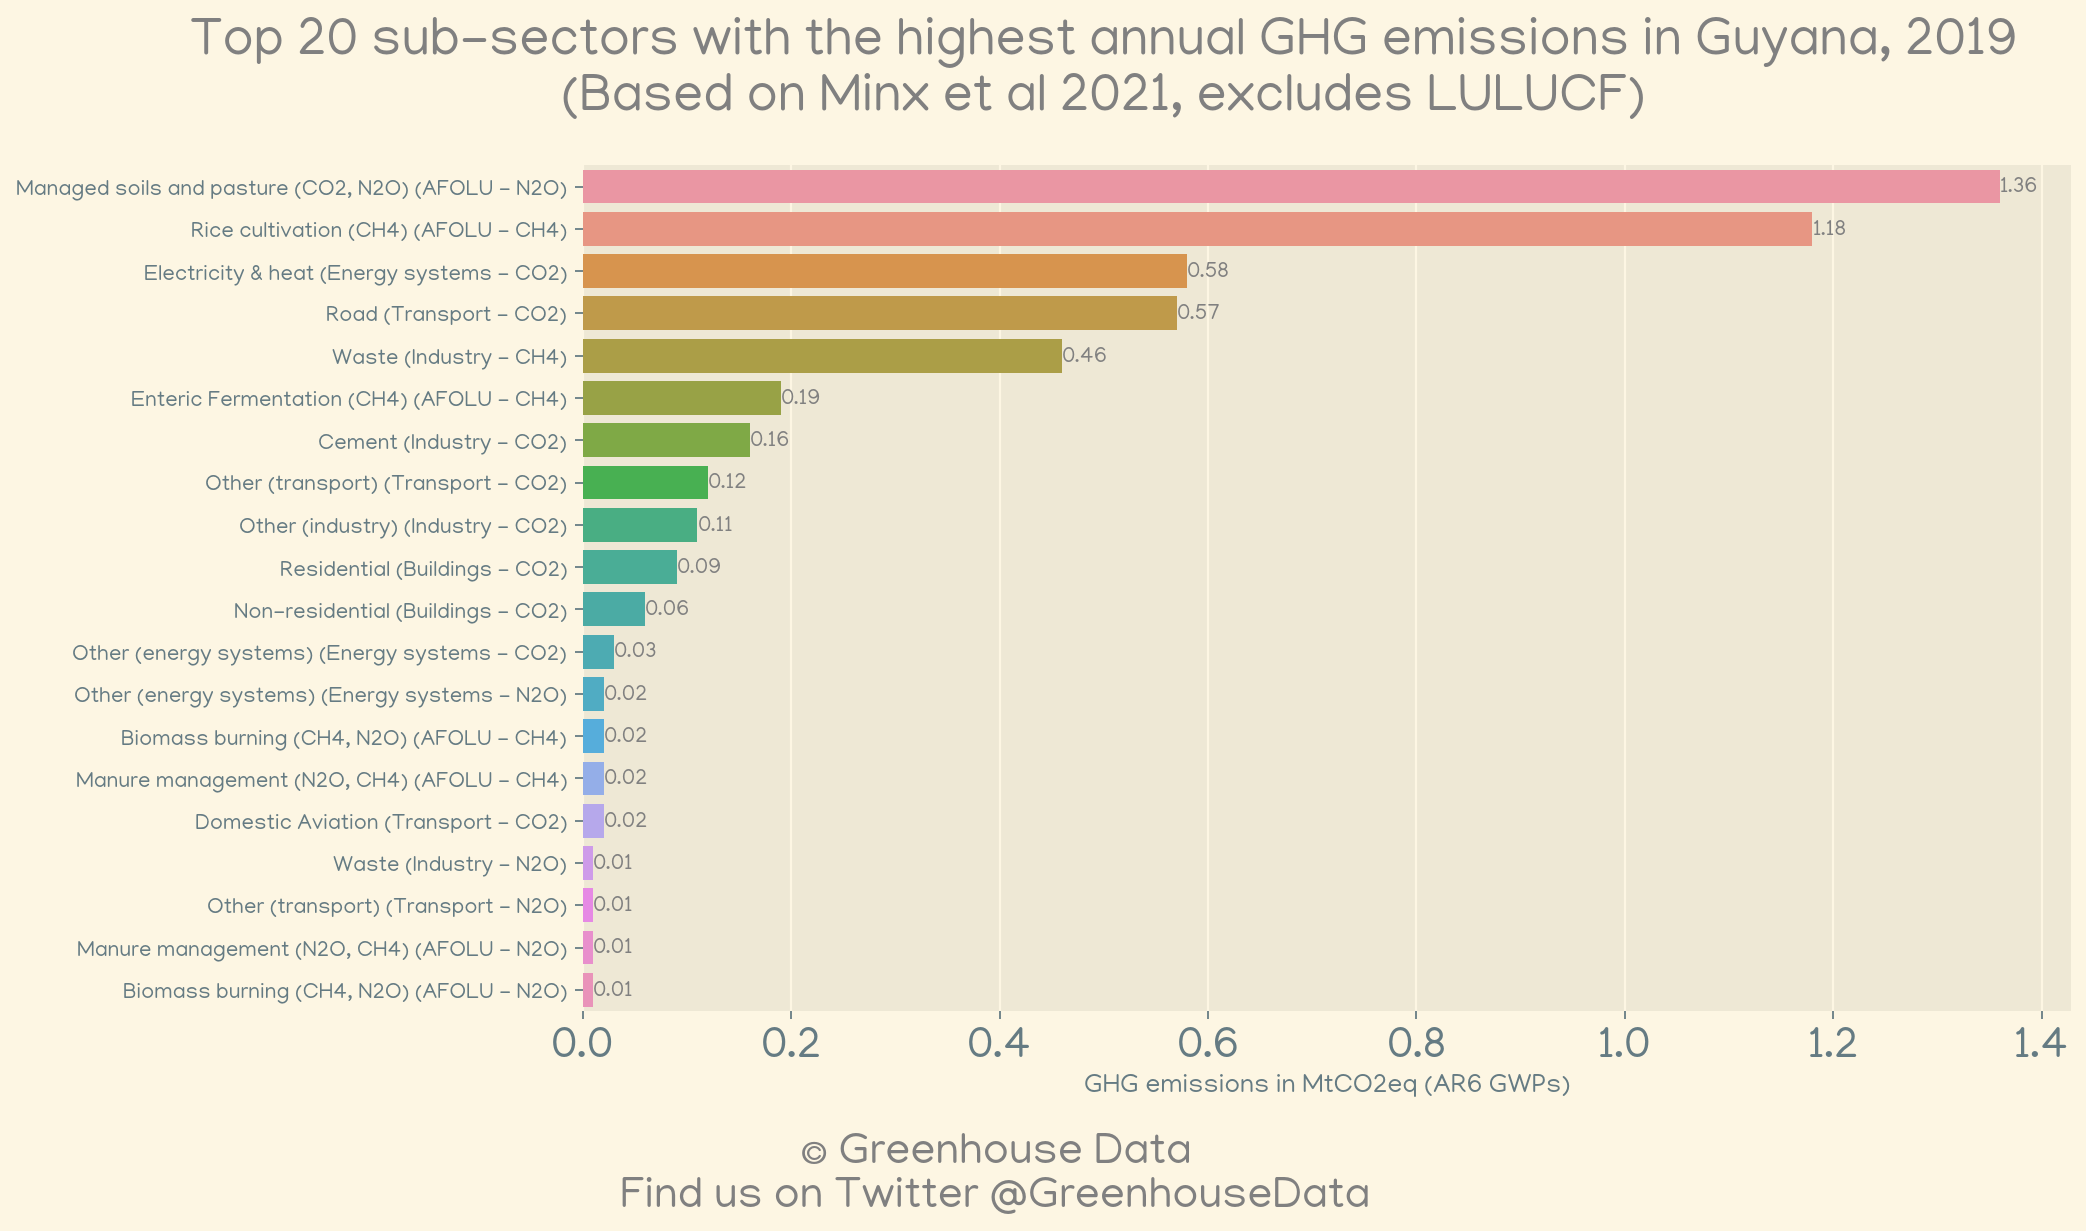 Top 20 sub-sectors with the highest annual GHG emissions in Guyana, 2019
(Based on Minx et al 2021, excludes LULUCF)
Managed soils and pasture (CO2, N2O) (AFOLU - N2O) 1.36
Rice cultivation (CH4) (AFOLU - CH4) 1.18
Electricity & heat (Energy systems - CO2) 0.58
Road (Transport - CO2) 0.57
Waste (Industry - CH4) 0.46
Enteric Fermentation (CH4) (AFOLU - CH4) 0.19
Cement (Industry - CO2) 0.16
Other (transport) (Transport - CO2) 0.12
Other (industry) (Industry - CO2) 0.11
Residential (Buildings - CO2) 0.09
Non-residential (Buildings - CO2) 0.06
Other (energy systems) (Energy systems - CO2) 0.03
Other (energy systems) (Energy systems - N2O) 0.02
Biomass burning (CH4, N2O) (AFOLU - CH4) 0.02
Manure management (N2O, CH4) (AFOLU - CH4) 0.02
Domestic Aviation (Transport - CO2) 0.02
Waste (Industry - N2O) 0.01
Other (transport) (Transport - N2O) 0.01
Manure management (N2O, CH4) (AFOLU - N2O) 0.01
Biomass burning (CH4, N2O) (AFOLU - N2O) 0.01
0.0 0.2 0.4 0.6 0.8 1.0 1.2 1.4
GHG emissions in MtCO2eq (AR6 GWPs)
© Greenhouse Data
Find us on Twitter @GreenhouseData